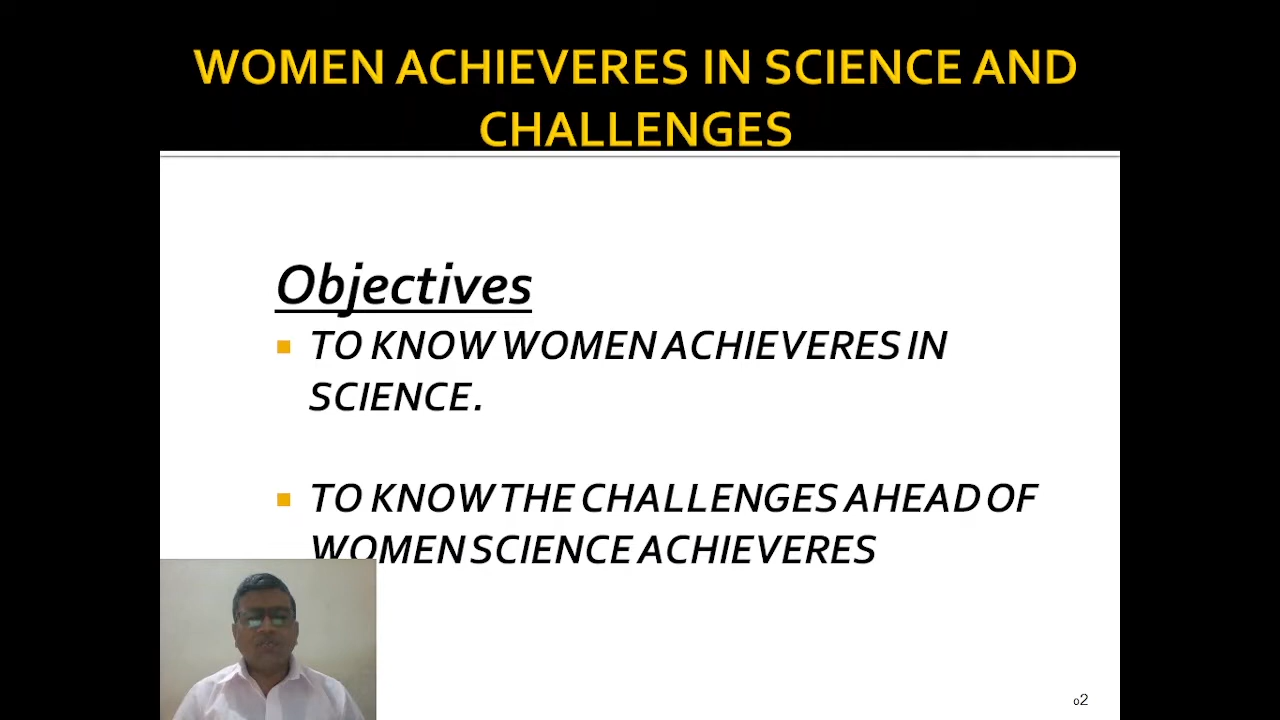 WOMEN ACHIEVERES IN SCIENCE AND
CHALLENGES
Objectives
TO KNOW WOMEN ACHIEVERES IN
SCIENCE.
TO KNOW THE CHALLENGES AHEAD OF
WOMEN SCIENCE ACHIEVERES
02